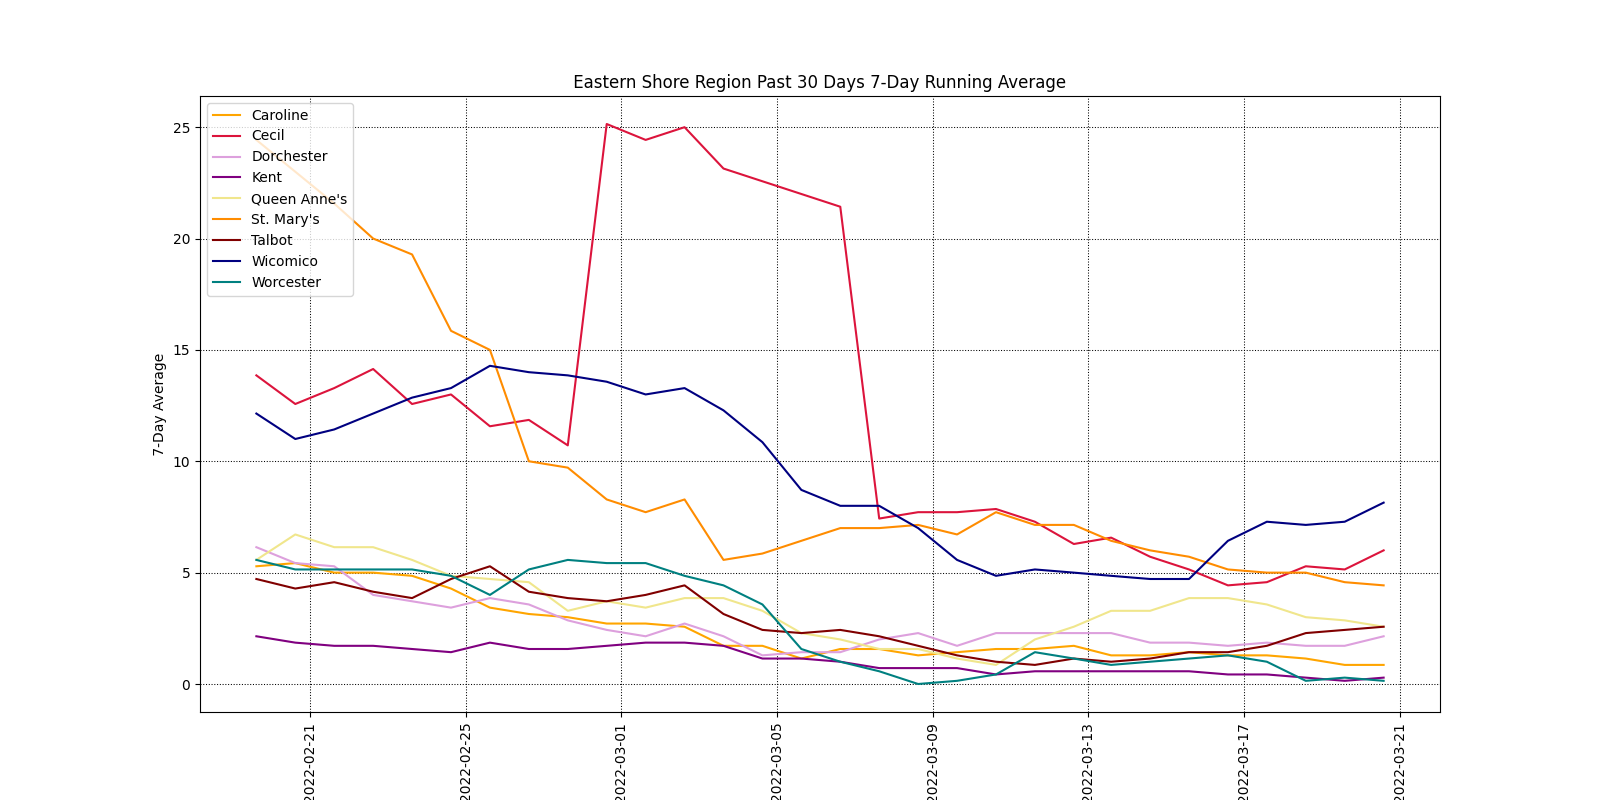 Eastern Shore Region Past 30 Days 7-Day Running Average
Caroline
Cecil
Dorchester
Kent
Queen Anne's
St. Mary's
Talbot
Wicomico
Worcester
7-Day Average
25
20
15
10
5
0
2022-02-21
2022-02-25
2022-03-01
2022-03-05
2022-03-09
2022-03-13
2022-03-17
2022-03-21